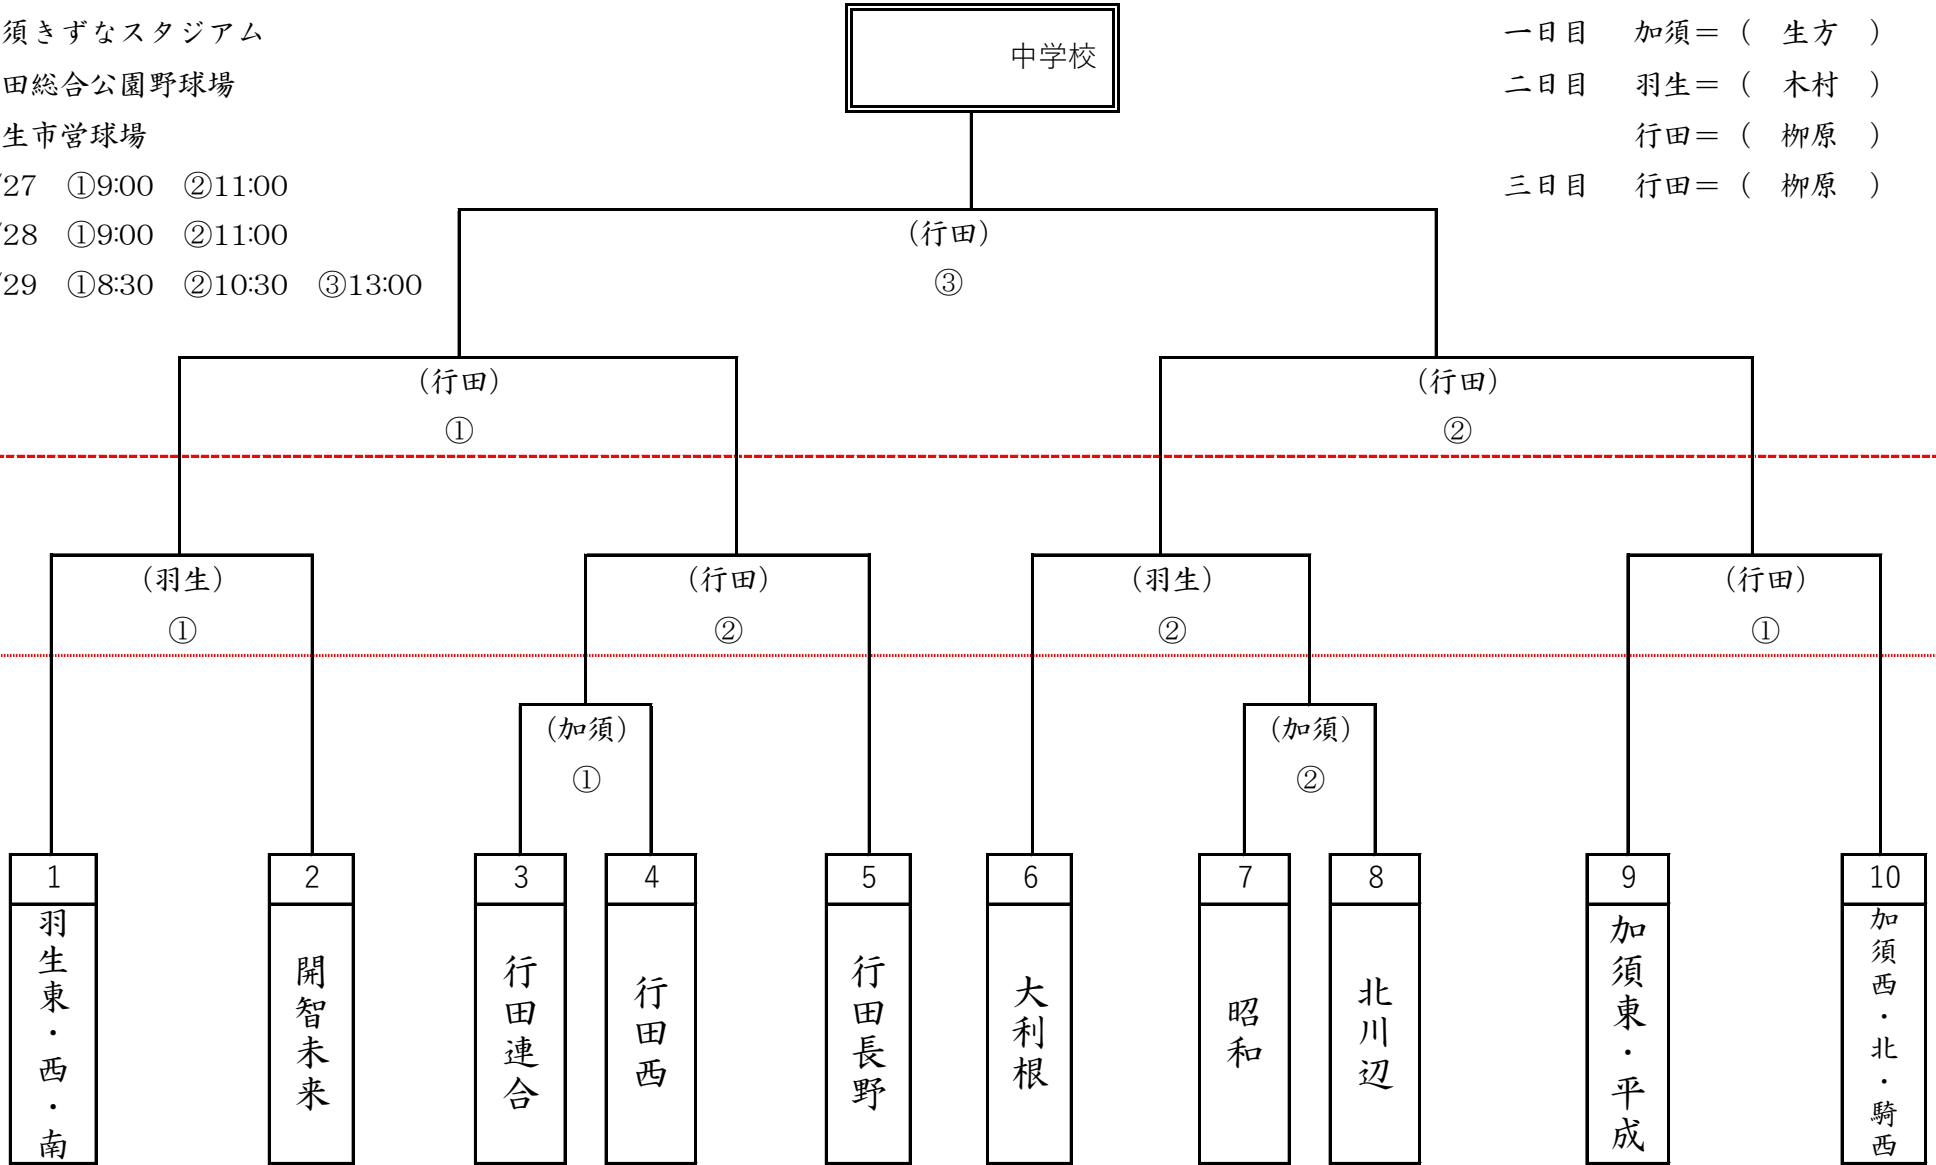 須きずなスタジアム
田総合公園野球場
生市営球場
/27 ①9:00 ②11:00
/28 ①9:00 ②11:00
/29 ①8:30 ②10:30 ③13:00
中学校
一日目 加須＝（ 生方 ）
二日目 羽生＝（ 木村 ）
行田＝（ 栁原 ）
三日目 行田＝（ 栁原 ）
(行田)
③
(行田)
①
(行田)
②
(羽生)
①
(行田)
②
(羽生)
②
(行田)
①
(加須)
①
(加須)
②
1
羽生東・西・南
2
開智未来
3
行田連合
4
行田西
5
行田長野
6
大利根
7
昭和
8
北川辺
9
加須東・平成
10
加須西・北・騎西